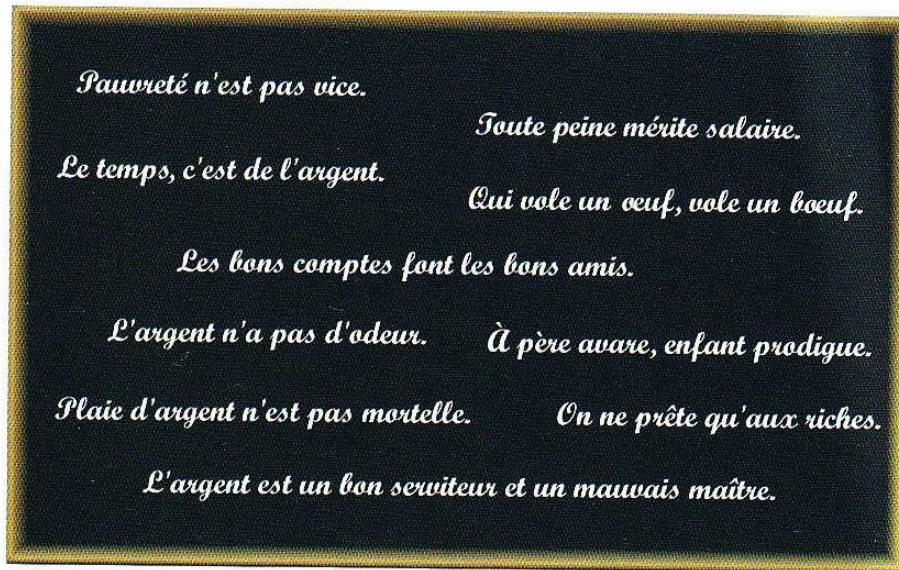 Pauvreté n'est pas vice.
Toute peine mérite salaire.
Le temps, c'est de l'argent.
Qui vole un œuf, vole un bœuf.
Les bons comptes font les bons amis.
L'argent n'a pas d'odeur.
À père avare, enfant prodigue.
Plaie d'argent n'est pas mortelle.
On ne prête qu'aux riches.
L'argent est un bon serviteur et un mauvais maître.